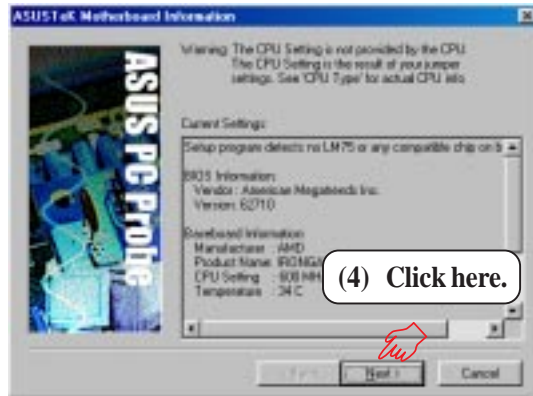 ASUSTeK Motherboard Information
Warning: The CPU Setting is not provided by the CPU.
The CPU Setting is the result of your jumper
settings. See 'CPU Type' for actual CPU info
ASUS PC Probe
Current Settings:
Setup program detects no LM75 or any compatible chip on b
BIOS Information
Vendor : American Megatrends Inc.
Version: 62710
Baseboard Information
Manufacturer : AMD
Product Name: IRONGA
CPU Setting : 600 MH
Temperature : 34 C
(4) Click here.
Next >
Cancel